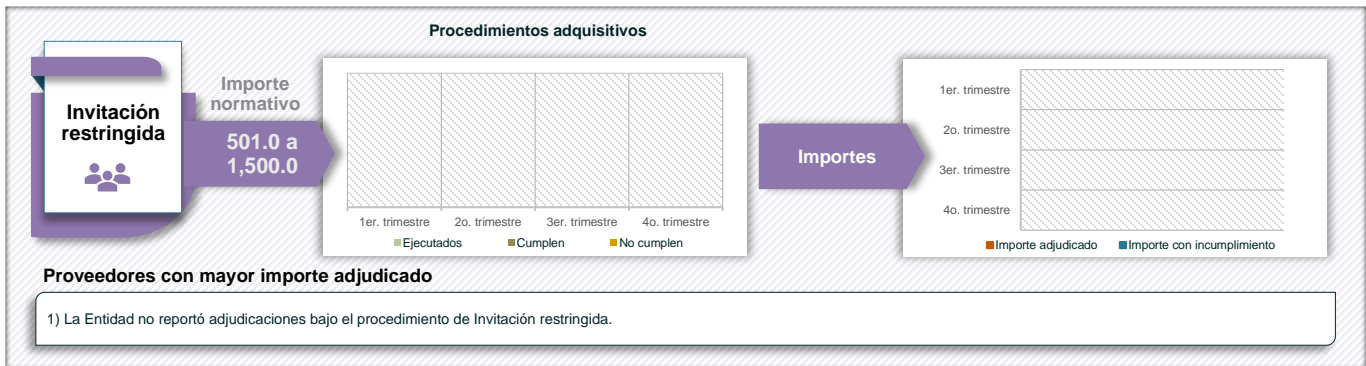 Procedimientos adquisitivos
Invitación
restringida
Importe
normativo
501.0 a
1,500.0
1er. trimestre 2o. trimestre 3er. trimestre 4o. trimestre
Ejecutados Cumplen No cumplen
Importes
1er. trimestre
2o. trimestre
3er. trimestre
4o. trimestre
Importe adjudicado Importe con incumplimiento
Proveedores con mayor importe adjudicado
1) La Entidad no reportó adjudicaciones bajo el procedimiento de Invitación restringida.